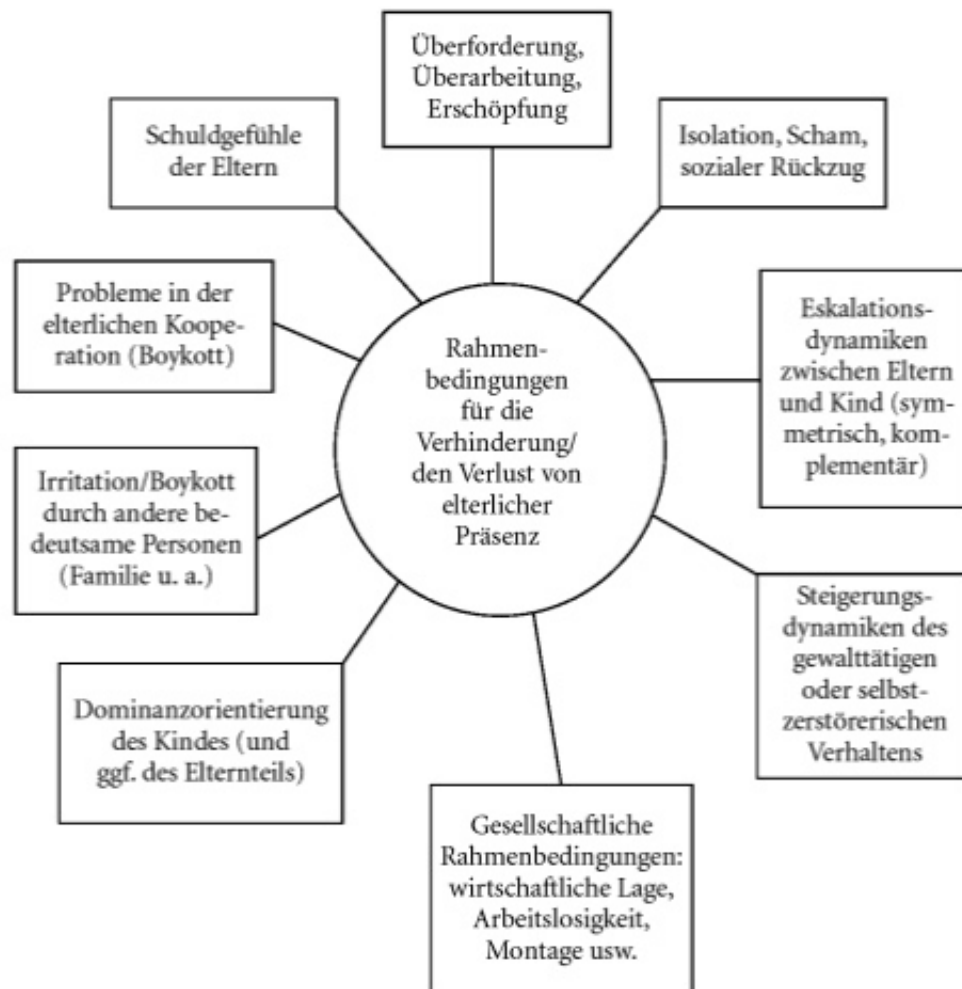 Überforderung,
Überarbeitung,
Erschöpfung
Schuldgefühle
der Eltern
Isolation, Scham,
sozialer Rückzug
Probleme in der
elterlichen Koope-
ration (Boykott)
Rahmen-
bedingungen
für die
Verhinderung/
den Verlust von
elterlicher
Präsenz
Eskalations-
dynamiken
zwischen Eltern
und Kind (sym-
metrisch, kom-
plementär)
Irritation/Boykott
durch andere be-
deutsame Personen
(Familie u. a.)
Steigerungs-
dynamiken des
gewalttätigen
oder selbst-
zerstörerischen
Verhaltens
Dominanzorientierung
des Kindes (und
ggf. des Elternteils)
Gesellschaftliche
Rahmenbedingungen:
wirtschaftliche Lage,
Arbeitslosigkeit,
Montage usw.